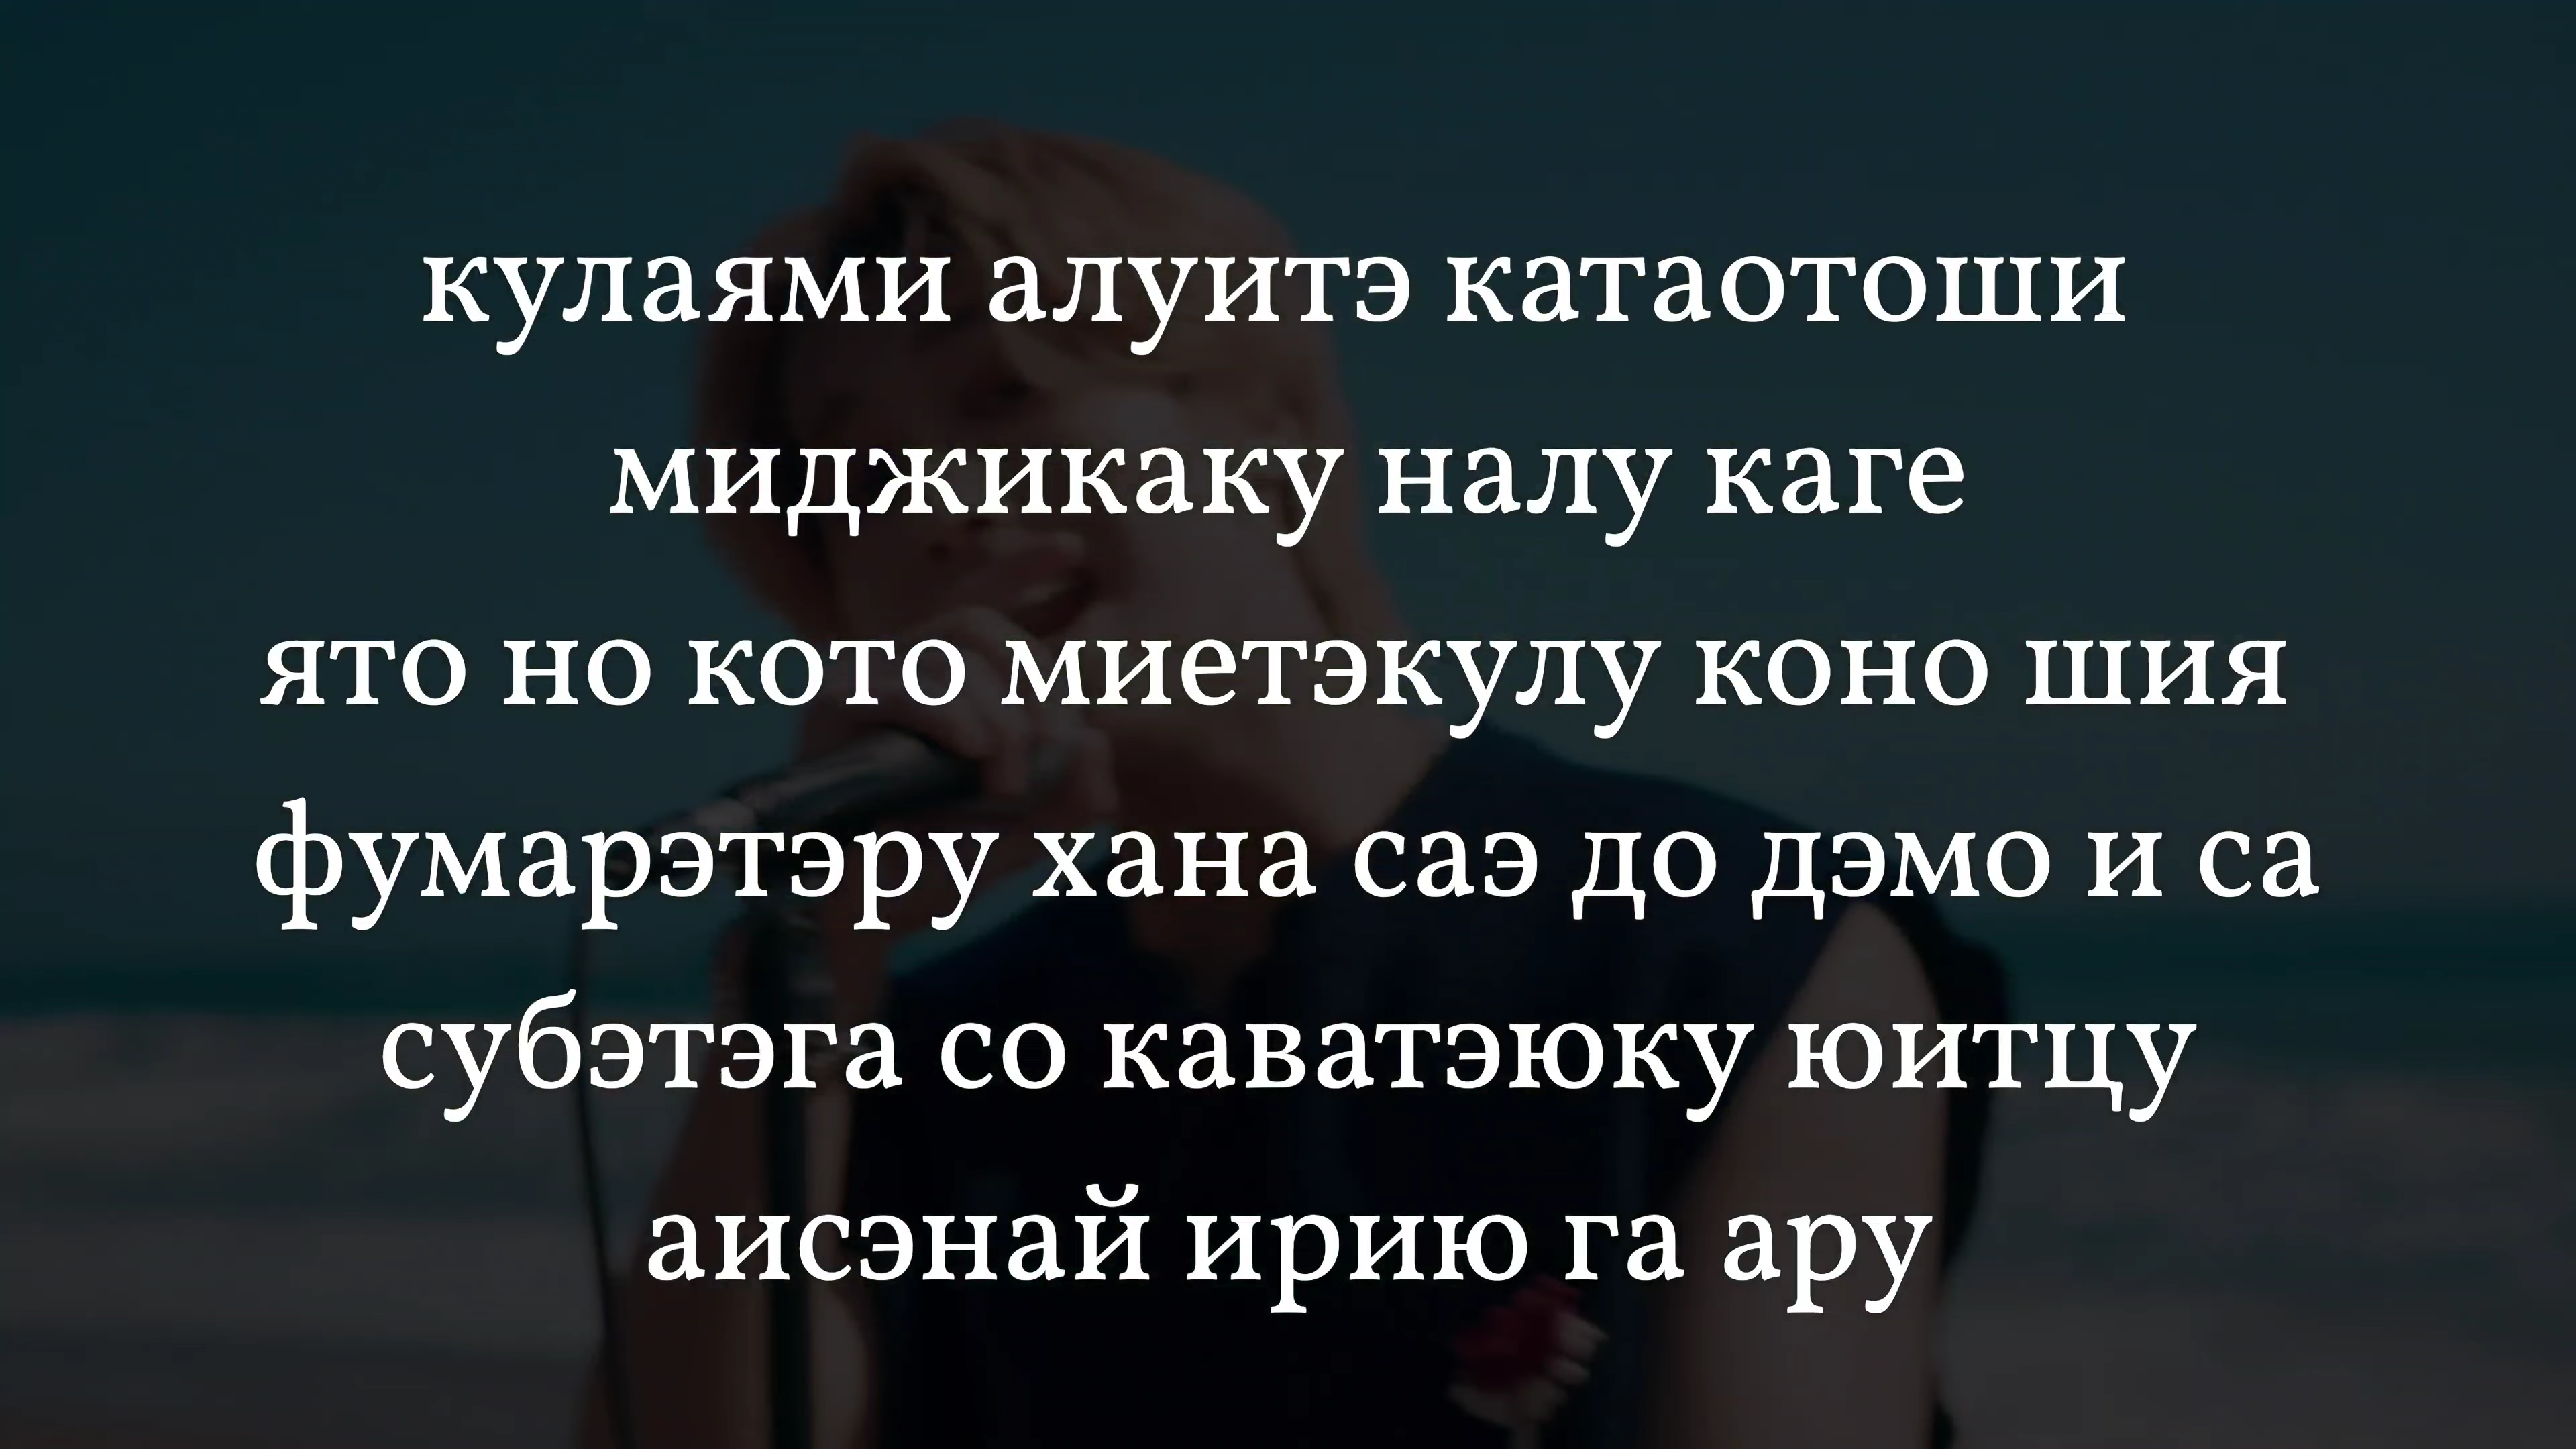 кулаями алуитэ катаотоши
миджикаку налу каге
ято но кото миетэкулу коно шия
фумарэтэру хана саэ до дэмо и са
субэтэга со каватэюку юитцу
аисэнай ирию га ару